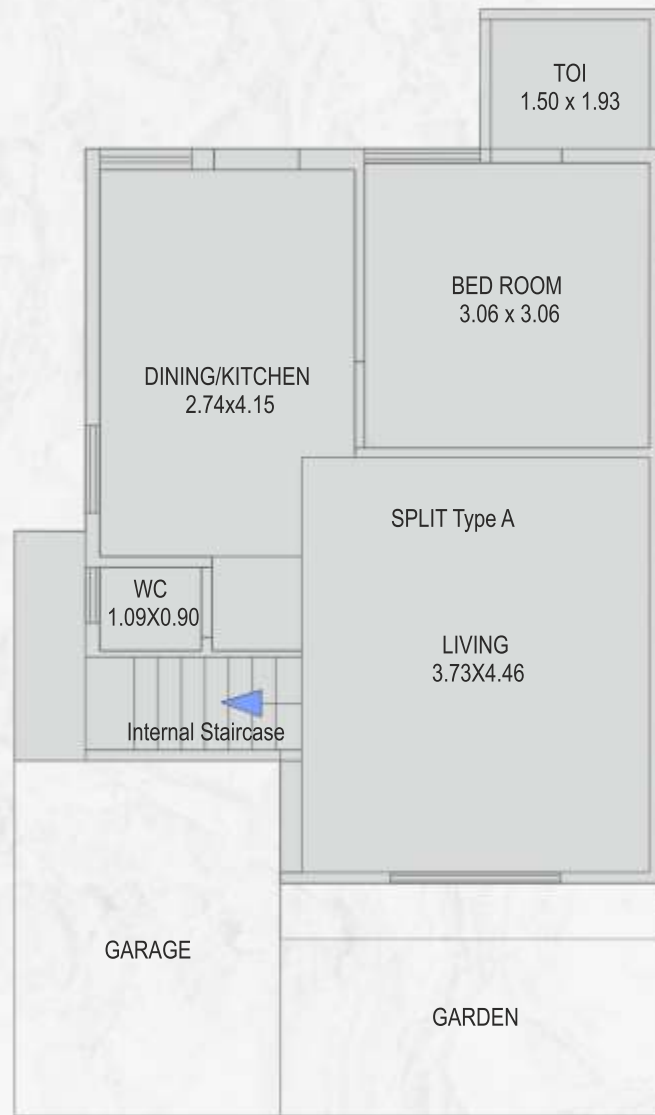 TOI
1.50 x 1.93
BED ROOM
3.06 x 3.06
DINING/KITCHEN
2.74x4.15
SPLIT Type A
WC
1.09X0.90
LIVING
3.73X4.46
Internal Staircase
GARAGE
GARDEN